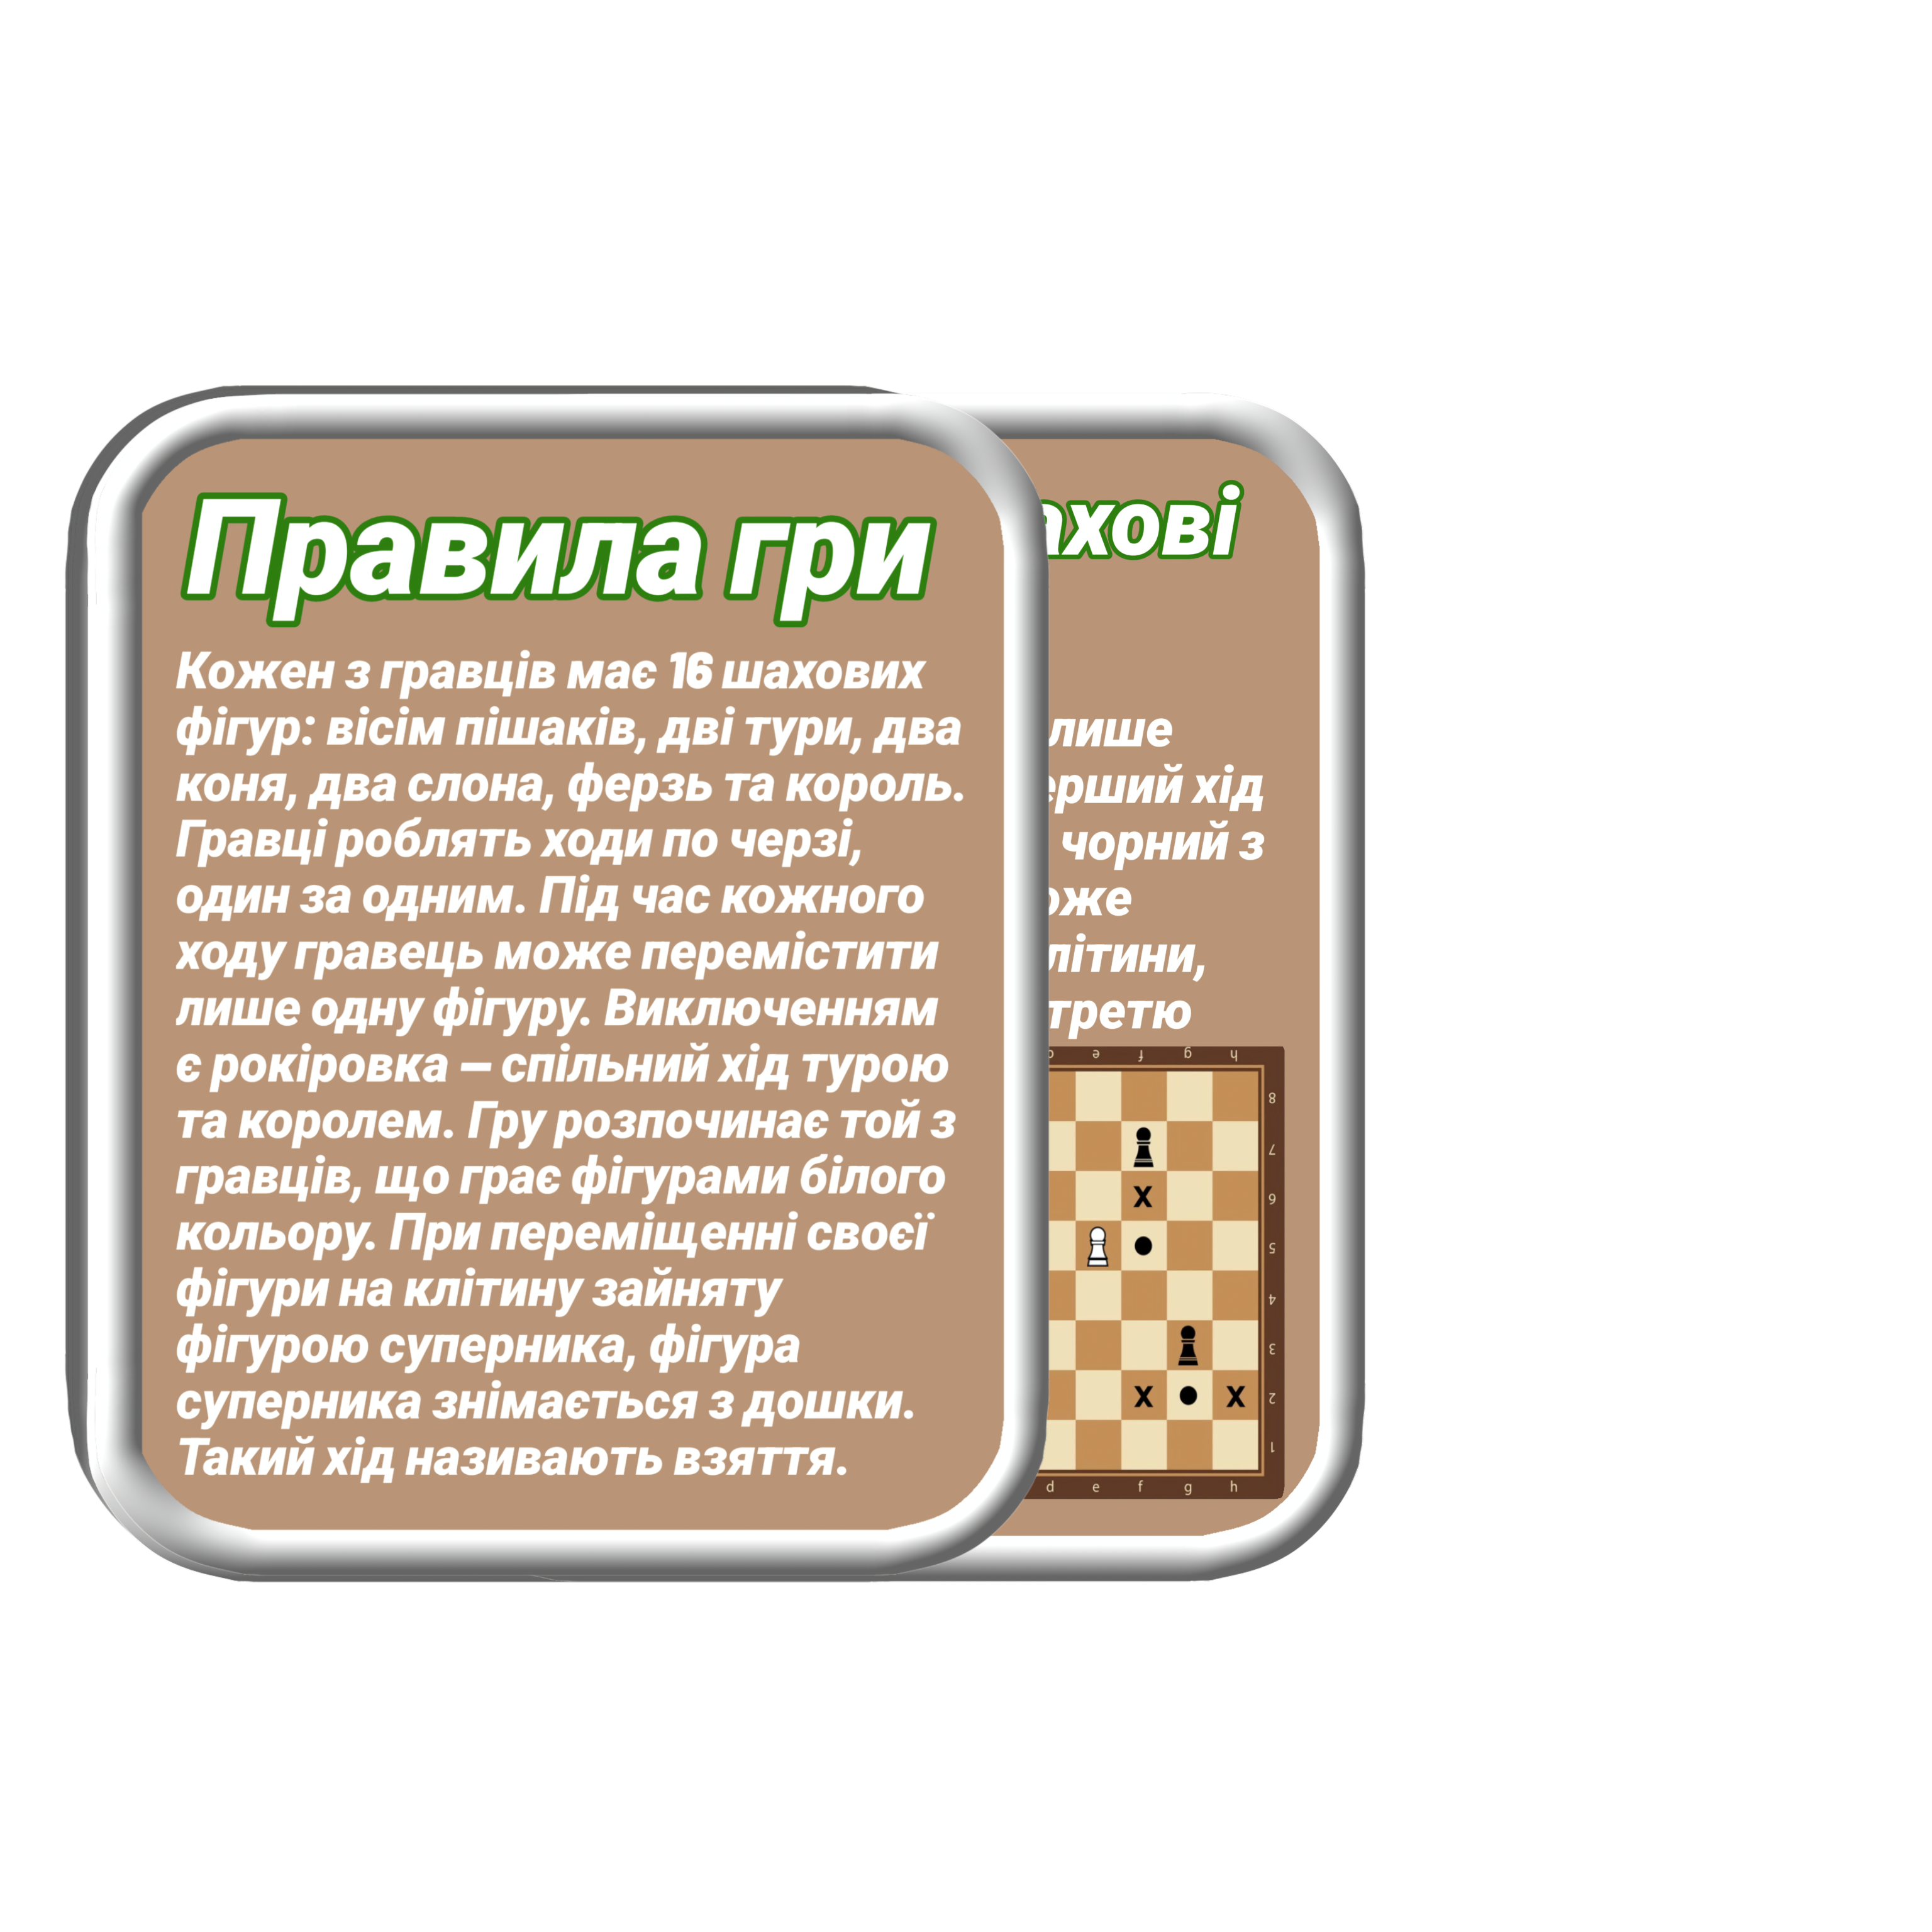 Правила гри
Кожен з гравців має 16 шахових
фігур: вісім пішаків, дві тури, два
коня, два слона, ферзь та король.
Гравці роблять ходи по черзі,
один за одним. Під час кожного
ходу гравець може перемістити
лише одну фігуру. Виключенням
є рокіровка — спільний хід турою
та королем. Гру розпочинає той з
гравців, що грає фігурами білого
кольору. При переміщенні своєї
фігури на клітину зайняту
фігурою суперника, фігура
суперника знімається з дошки.
Такий хід називають взяття.
лише
хід
чорний з
третю
e f g h
8
7
x
6
5
4
3
x x
2
1
d e f g h